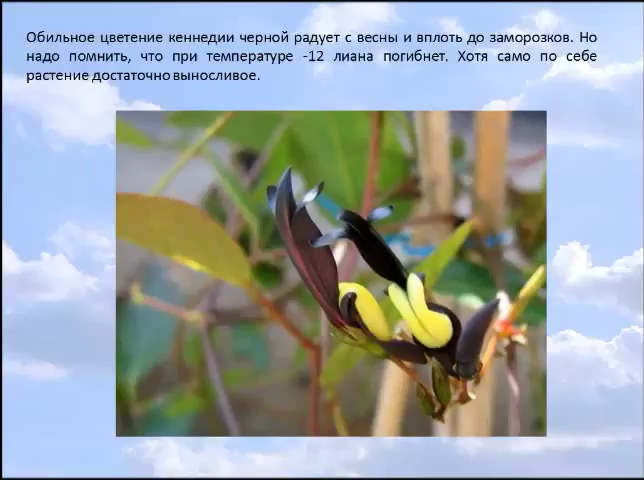 Обильное цветение кеннедии черной радует с весны и вплоть до заморозков. Но
надо помнить, что при температуре -12 лиана погибнет. Хотя само по себе
растение достаточно выносливое.